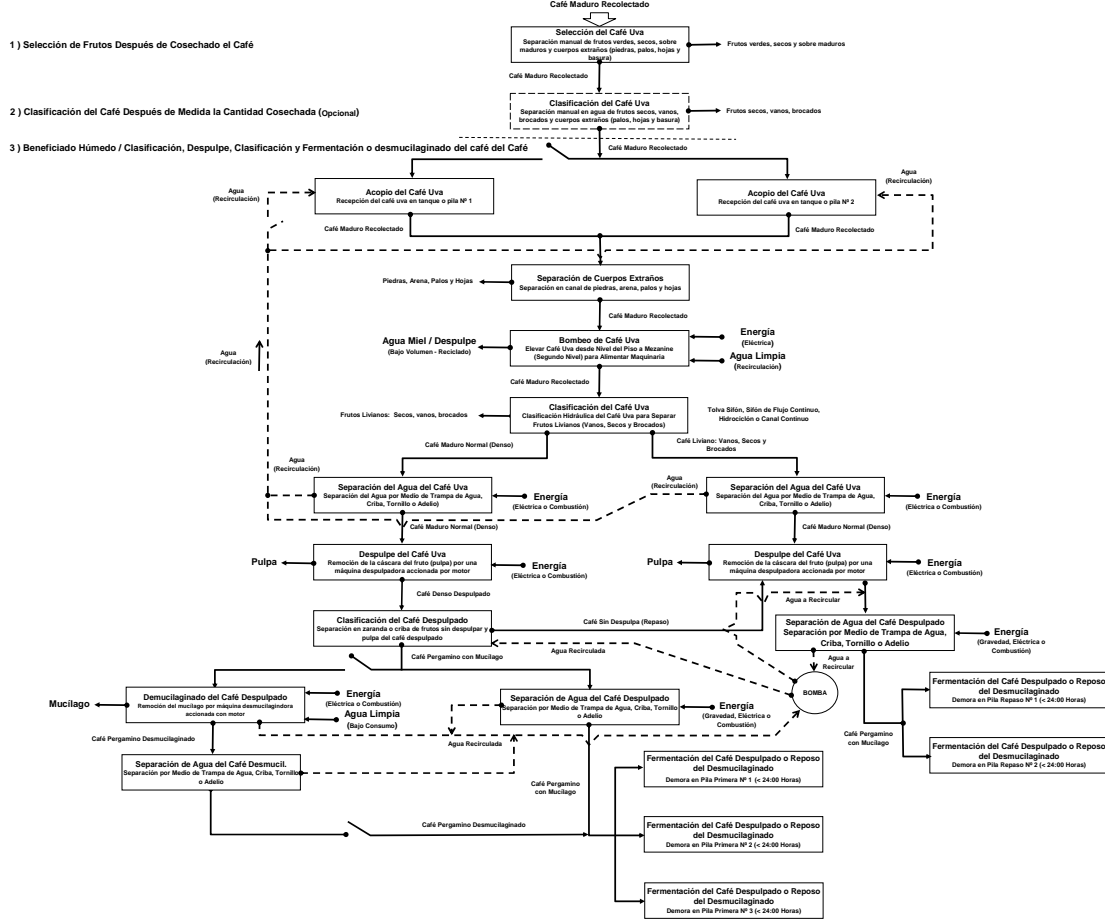 Café Maduro Recolectado
1 ) Selección de Frutos Después de Cosechado el Café
Selección del Café Uva
Separación manual de frutos verdes, secos, sobre
maduros y cuerpos extraños (piedras, palos, hojas y
basura)
Frutos verdes, secos y sobre maduros
Café Maduro Recolectado
2 ) Clasificación del Café Después de Medida la Cantidad Cosechada (Opcional)
Clasificación del Café Uva
Separación manual en agua de frutos secos, vanos,
brocados y cuerpos extraños (palos, hojas y basura)
Frutos secos, vanos, brocados
3 ) Beneficiado Húmedo / Clasificación, Despulpe, Clasificación y Fermentación o desmucilaginado del café del Café
Café Maduro Recolectado
Agua
(Recirculación)
Acopio del Café Uva
Recepción del café uva en tanque o pila Nº 1
Acopio del Café Uva
Recepción del café uva en tanque o pila Nº 2
Agua
(Recirculación)
Café Maduro Recolectado
Café Maduro Recolectado
Piedras, Arena, Palos y Hojas
Separación de Cuerpos Extraños
Separación en canal de piedras, arena, palos y hojas
Café Maduro Recolectado
Agua
(Recirculación)
Agua Miel / Despulpe
(Bajo Volumen - Reciclado)
Bombeo de Café Uva
Elevar Café Uva desde Nivel del Piso a Mezanine
(Segundo Nivel) para Alimentar Maquinaria
Energía
(Eléctrica)
Agua Limpia
(Recirculación)
Café Maduro Recolectado
Frutos Livianos: Secos, vanos, brocados
Clasificación del Café Uva
Clasificación Hidráulica del Café Uva para Separar
Frutos Livianos (Vanos, Secos y Brocados)
Tolva Sifón, Sifón de Flujo Continuo,
Hidrociclón o Canal Continuo
Café Maduro Normal (Denso)
Café Liviano: Vanos, Secos y
Brocados
Agua
(Recirculación)
Separación del Agua del Café Uva
Separación del Agua por Medio de Trampa de Agua,
Criba, Tornillo o Adelio)
Energía
(Eléctrica o Combustión)
Agua
(Recirculación)
Separación del Agua del Café Uva
Separación del Agua por Medio de Trampa de Agua,
Criba, Tornillo o Adelio)
Energía
(Eléctrica o Combustión)
Café Maduro Normal (Denso)
Café Maduro Normal (Denso)
Pulpa
Despulpe del Café Uva
Remoción de la cáscara del fruto (pulpa) por una
máquina despulpadora accionada por motor
Energía
(Eléctrica o Combustión)
Pulpa
Despulpe del Café Uva
Remoción de la cáscara del fruto (pulpa) por una
máquina despulpadora accionada por motor
Energía
(Eléctrica o Combustión)
Café Denso Despulpado
Agua a Recircular
Clasificación del Café Despulpado
Separación en zaranda o criba de frutos sin despulpar y
pulpa del café despulpado
Café Sin Despulpa (Repaso)
Agua Recirculada
Separación de Agua del Café Despulpado
Separación por Medio de Trampa de Agua,
Criba, Tornillo o Adelio
Energía
(Gravedad, Eléctrica o
Combustión)
Café Pergamino con Mucílago
Agua a
Recircular
BOMBA
Mucílago
Demucilaginado del Café Despulpado
Remoción del mucílago por máquina desmucilagindora
accionada con motor
Energía
(Eléctrica o Combustión)
Agua Limpia
(Bajo Consumo)
Separación de Agua del Café Despulpado
Separación por Medio de Trampa de Agua, Criba, Tornillo
o Adelio
Energía
(Gravedad, Eléctrica o
Combustión)
Fermentación del Café Despulpado o Reposo
del Desmucilaginado
Demora en Pila Repaso Nº 1 (< 24:00 Horas)
Café Pergamino
con Mucílago
Fermentación del Café Despulpado o Reposo
del Desmucilaginado
Demora en Pila Repaso Nº 2 (< 24:00 Horas)
Café Pergamino Desmucilaginado
Agua Recirculada
Separación de Agua del Café Desmucil.
Separación por Medio de Trampa de Agua, Criba, Tornillo
o Adelio
Café Pergamino
con Mucílago
Fermentación del Café Despulpado o Reposo
del Desmucilaginado
Demora en Pila Primera Nº 1 (< 24:00 Horas)
Café Pergamino Desmucilaginado
Fermentación del Café Despulpado o Reposo
del Desmucilaginado
Demora en Pila Primera Nº 2 (< 24:00 Horas)
Fermentación del Café Despulpado o Reposo
del Desmucilaginado
Demora en Pila Primera Nº 3 (< 24:00 Horas)